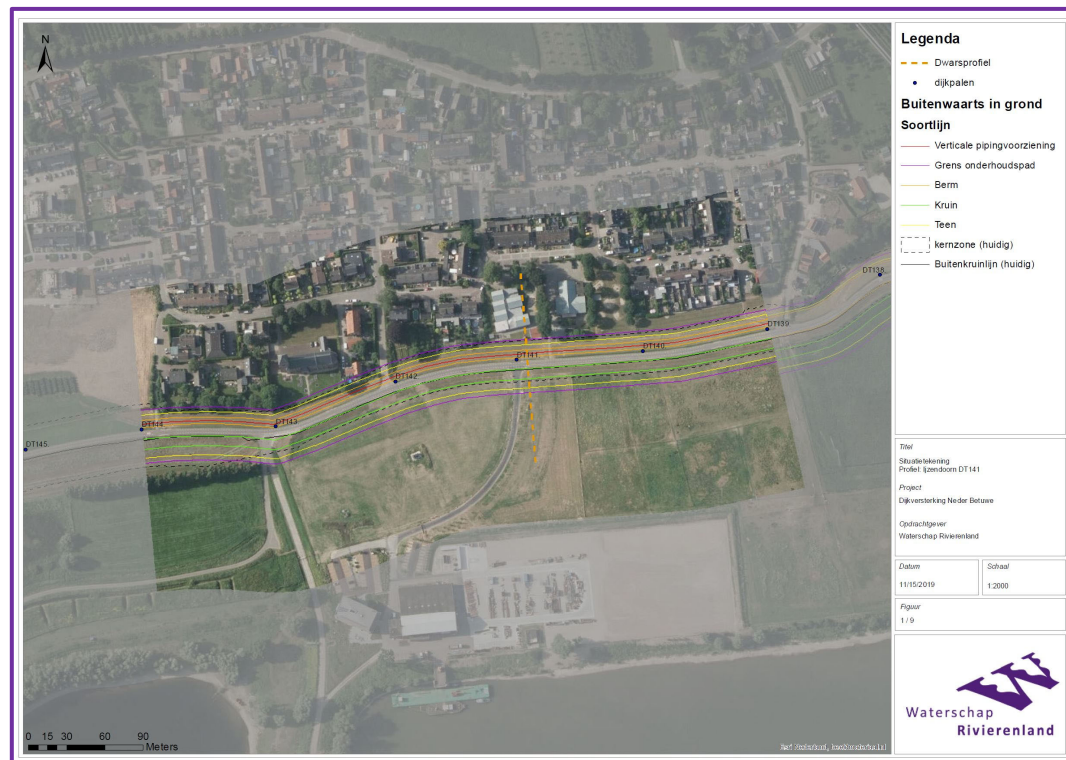 N
DT138
DT139
DT140
DT141
DT142
DT143
DT144
DT145
0 15 30 60 90
Meters
Legenda
Dwarsprofiel
dijkpalen
Buitenwaarts in grond
Soortlijn
Verticale pipingvoorziening
Grens onderhoudspad
Berm
Kruin
Teen
kernzone (huidig)
Buitenkruinlijn (huidig)
Titel
Situatietekening
Profiel: Ijzendoorn DT141
Project
Dijkversterking Neder Betuwe
Opdrachtgever
Waterschap Rivierenland
Datum
11/15/2019
Schaal
1:2000
Figuur
1 / 9
Waterschap
Rivierenland